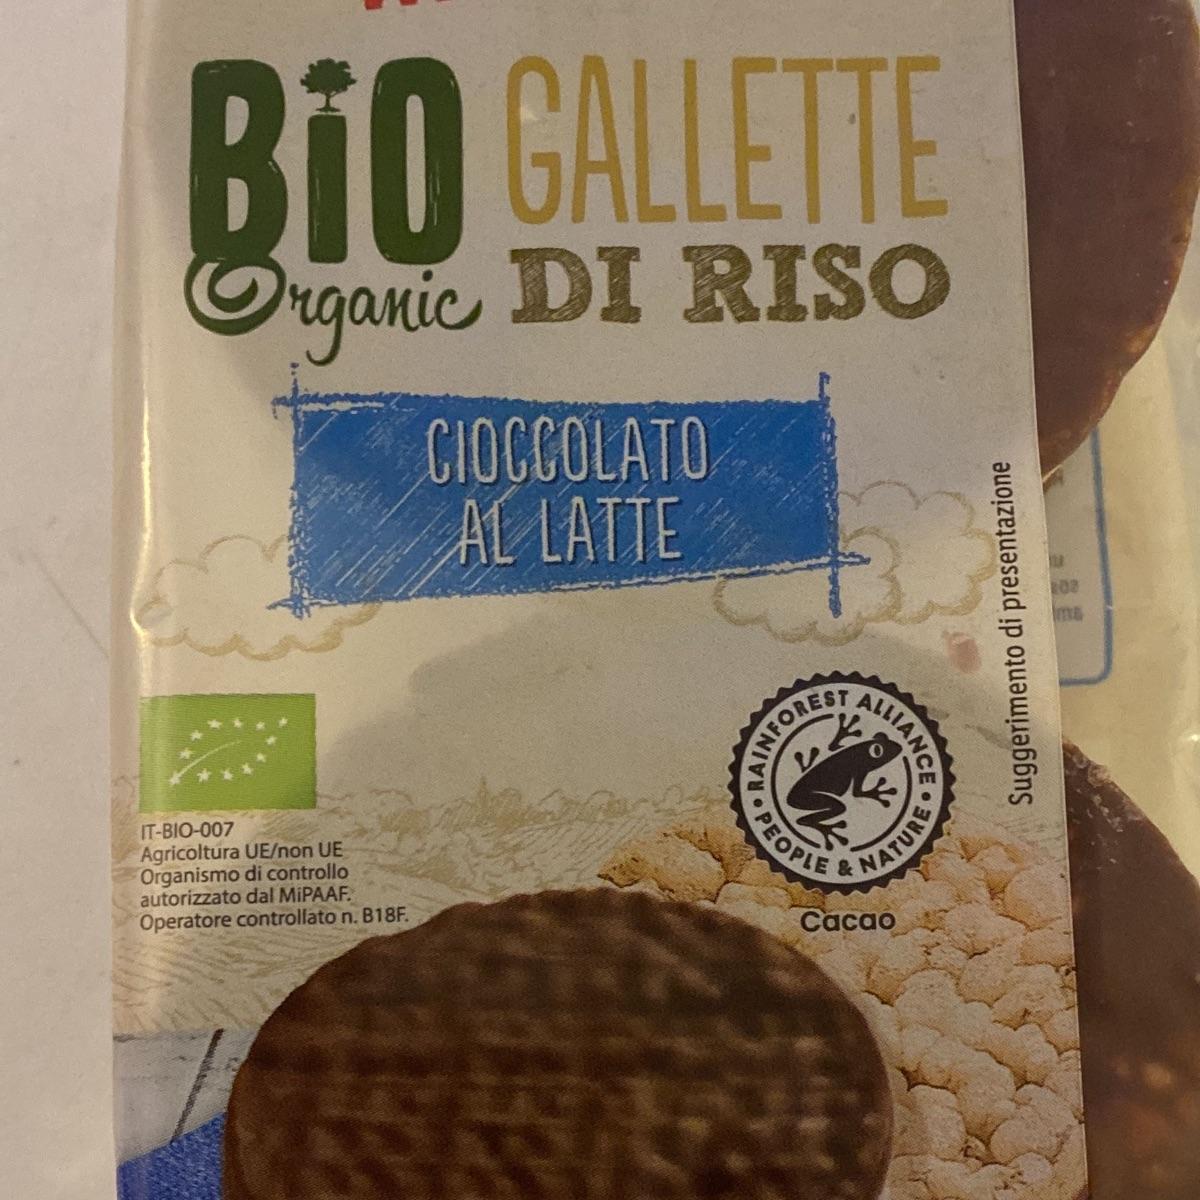 BiO
Organic
GALLETTE
DI RISO
CIOCCOLATO
AL LATTE
Suggerimento di presentazione
RAINFOREST ALLIANCE
PEOPLE & NATURE
Cacao
IT-BIO-007
Agricoltura UE/non UE
Organismo di controllo
autorizzato dal MiPAAF.
Operatore controllato n. B18F.